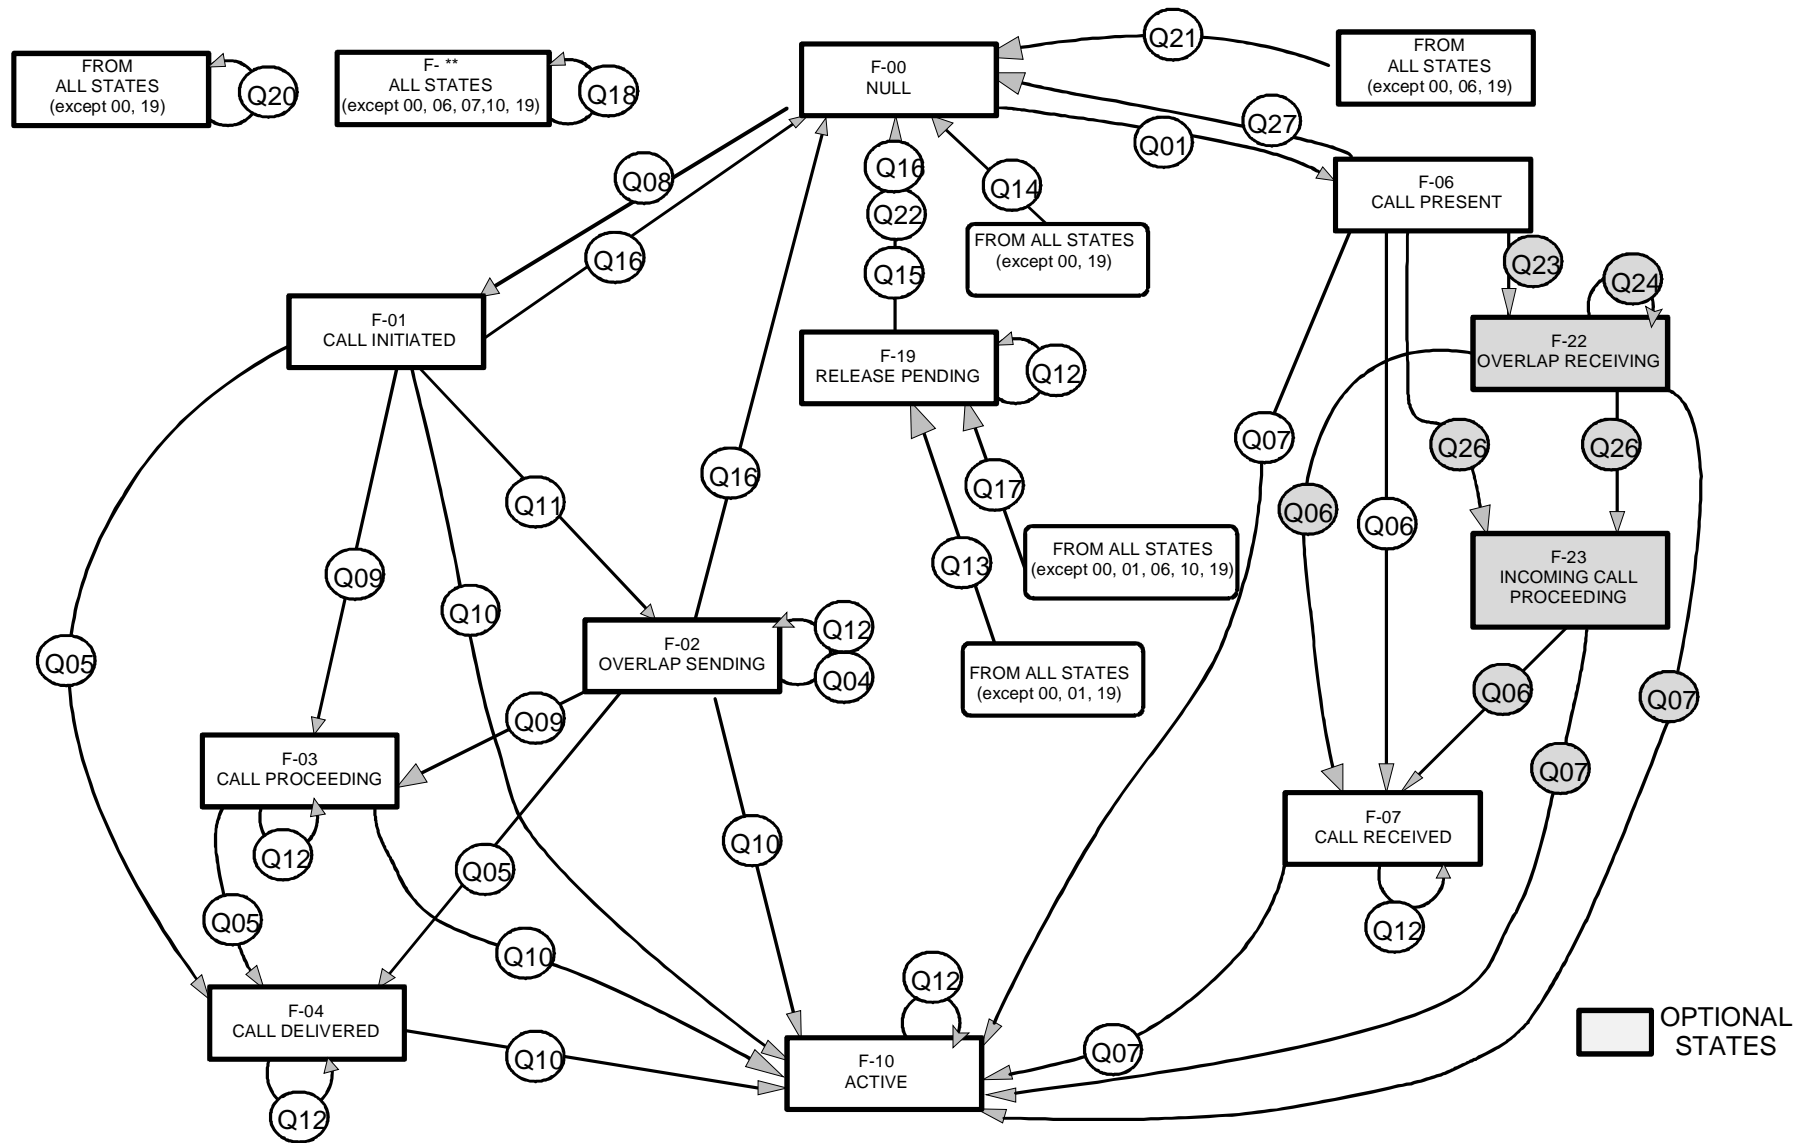 Q21
FROM
ALL STATES
(except 00, 19)
Q20
F- **
ALL STATES
(except 00, 06, 07,10, 19)
Q18
F-00
NULL
FROM
ALL STATES
(except 00, 06, 19)
Q27
Q01
Q08
Q16
Q22
Q15
Q14
FROM ALL STATES
(except 00, 19)
F-06
CALL PRESENT
Q16
Q23
Q24
F-01
CALL INITIATED
F-19
RELEASE PENDING
Q12
F-22
OVERLAP RECEIVING
Q07
Q26
Q26
Q16
Q11
Q17
Q06
Q06
Q13
FROM ALL STATES
(except 00, 01, 06, 10, 19)
F-23
INCOMING CALL
PROCEEDING
Q09
Q10
Q05
F-02
OVERLAP SENDING
Q12
Q04
FROM ALL STATES
(except 00, 01, 19)
Q06
Q07
Q09
Q07
F-03
CALL PROCEEDING
F-07
CALL RECEIVED
Q12
Q10
Q05
Q05
Q12
Q10
Q12
F-04
CALL DELIVERED
Q10
Q07
F-10
ACTIVE
Q12
OPTIONAL
STATES